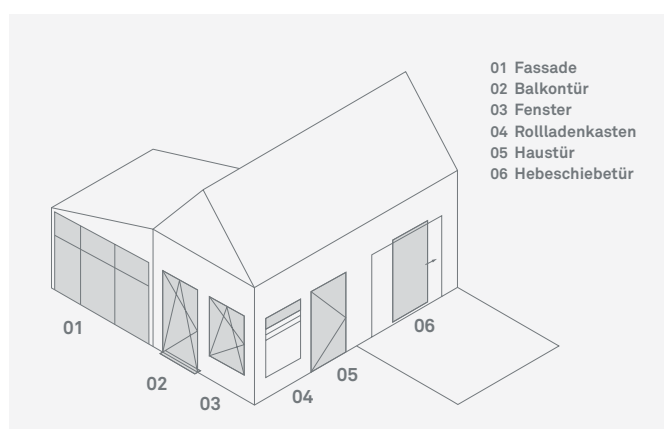 01 Fassade
02 Balkontür
03 Fenster
04 Rollladenkasten
05 Haustür
06 Hebeschiebetür
01
02
03
04
05
06